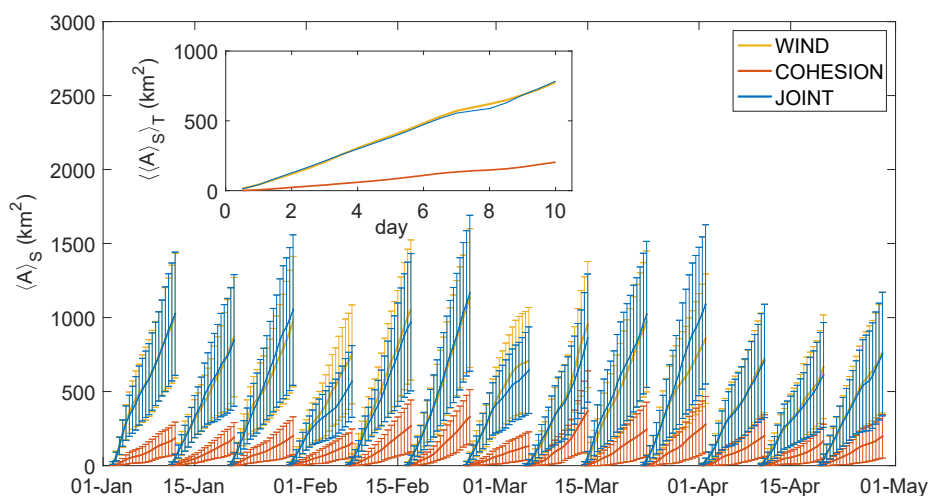 3000
2500
2000
1500
1000
500
0
⟨A⟩S (km2)
01-Jan 15-Jan 01-Feb 15-Feb 01-Mar 15-Mar 01-Apr 15-Apr 01-May
WIND
COHESION
JOINT
1000
500
0
⟨⟨A⟩S⟩T (km2)
0 2 4 6 8 10
day